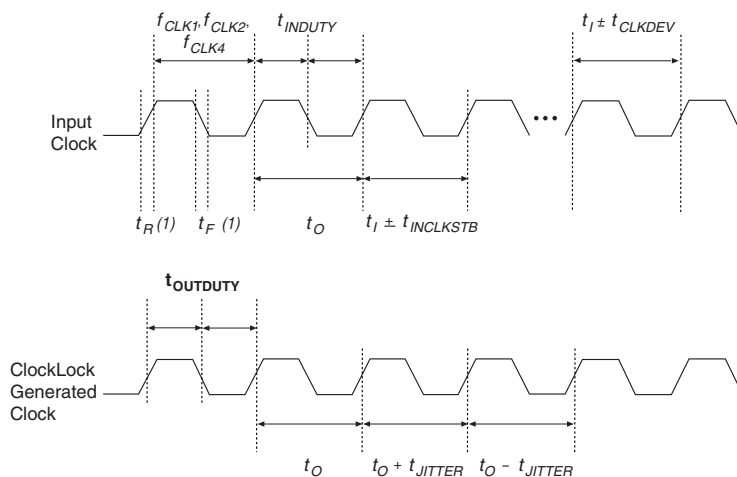 f_CLK1, f_CLK2, f_CLK4
t_INDUTY
t_I ± t_CLKDEV
Input
Clock
•••
t_R (1)
t_F (1)
t_O
t_I ± t_INCLKSTB
t_OUTDUTY
ClockLock
Generated
Clock
t_O
t_O + t_JITTER
t_O − t_JITTER